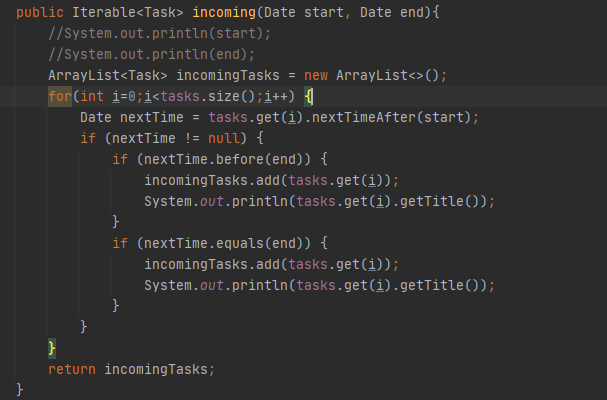 public Iterable<Task> incoming(Date start, Date end){
    //System.out.println(start);
    //System.out.println(end);
    ArrayList<Task> incomingTasks = new ArrayList<>();
    for(int i=0;i<tasks.size();i++) {
        Date nextTime = tasks.get(i).nextTimeAfter(start);
        if (nextTime != null) {
            if (nextTime.before(end)) {
                incomingTasks.add(tasks.get(i));
                System.out.println(tasks.get(i).getTitle());
            }
            if (nextTime.equals(end)) {
                incomingTasks.add(tasks.get(i));
                System.out.println(tasks.get(i).getTitle());
            }
        }
    }
    return incomingTasks;
}